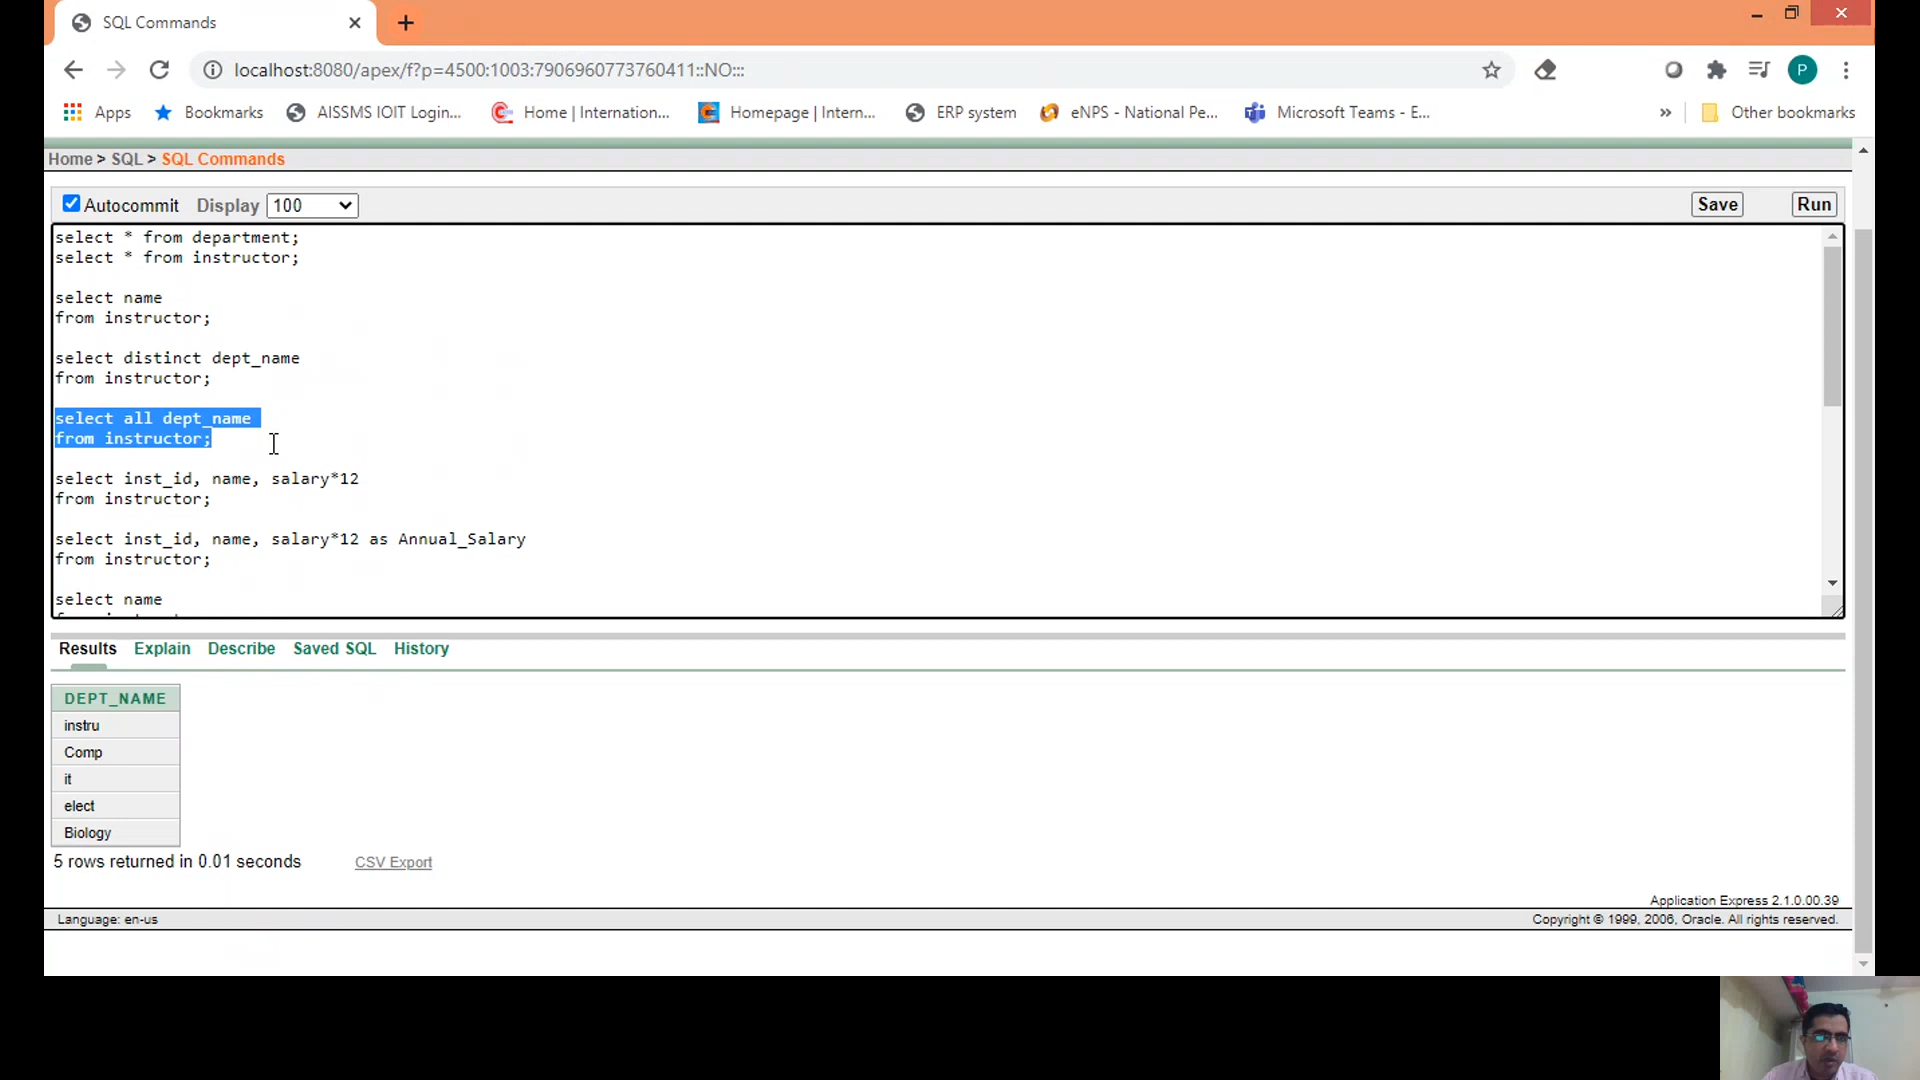 SQL Commands
localhost:8080/apex/f?p=4500:1003:7906960773760411::NO:::
P
Apps Bookmarks AISSMS IOIT Login... Home | Internation... Homepage | Intern... ERP system eNPS - National Pe... Microsoft Teams - E... » Other bookmarks
Home > SQL > SQL Commands
Autocommit Display 100 Save Run
select * from department;
select * from instructor;
select name
from instructor;
select distinct dept_name
from instructor;
select all dept_name
from instructor;
select inst_id, name, salary*12
from instructor;
select inst_id, name, salary*12 as Annual_Salary
from instructor;
select name
Results Explain Describe Saved SQL History
DEPT_NAME
instru
Comp
it
elect
Biology
5 rows returned in 0.01 seconds CSV Export
Application Express 2.1.0.00.39
Language: en-us Copyright © 1999, 2006, Oracle. All rights reserved.